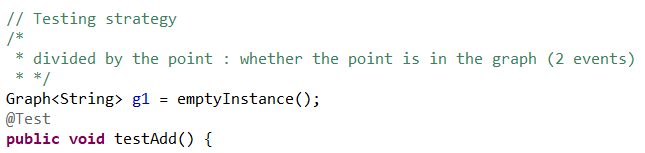 // Testing strategy
/*
 * divided by the point : whether the point is in the graph (2 events)
 * */
Graph<String> g1 = emptyInstance();
@Test
public void testAdd() {